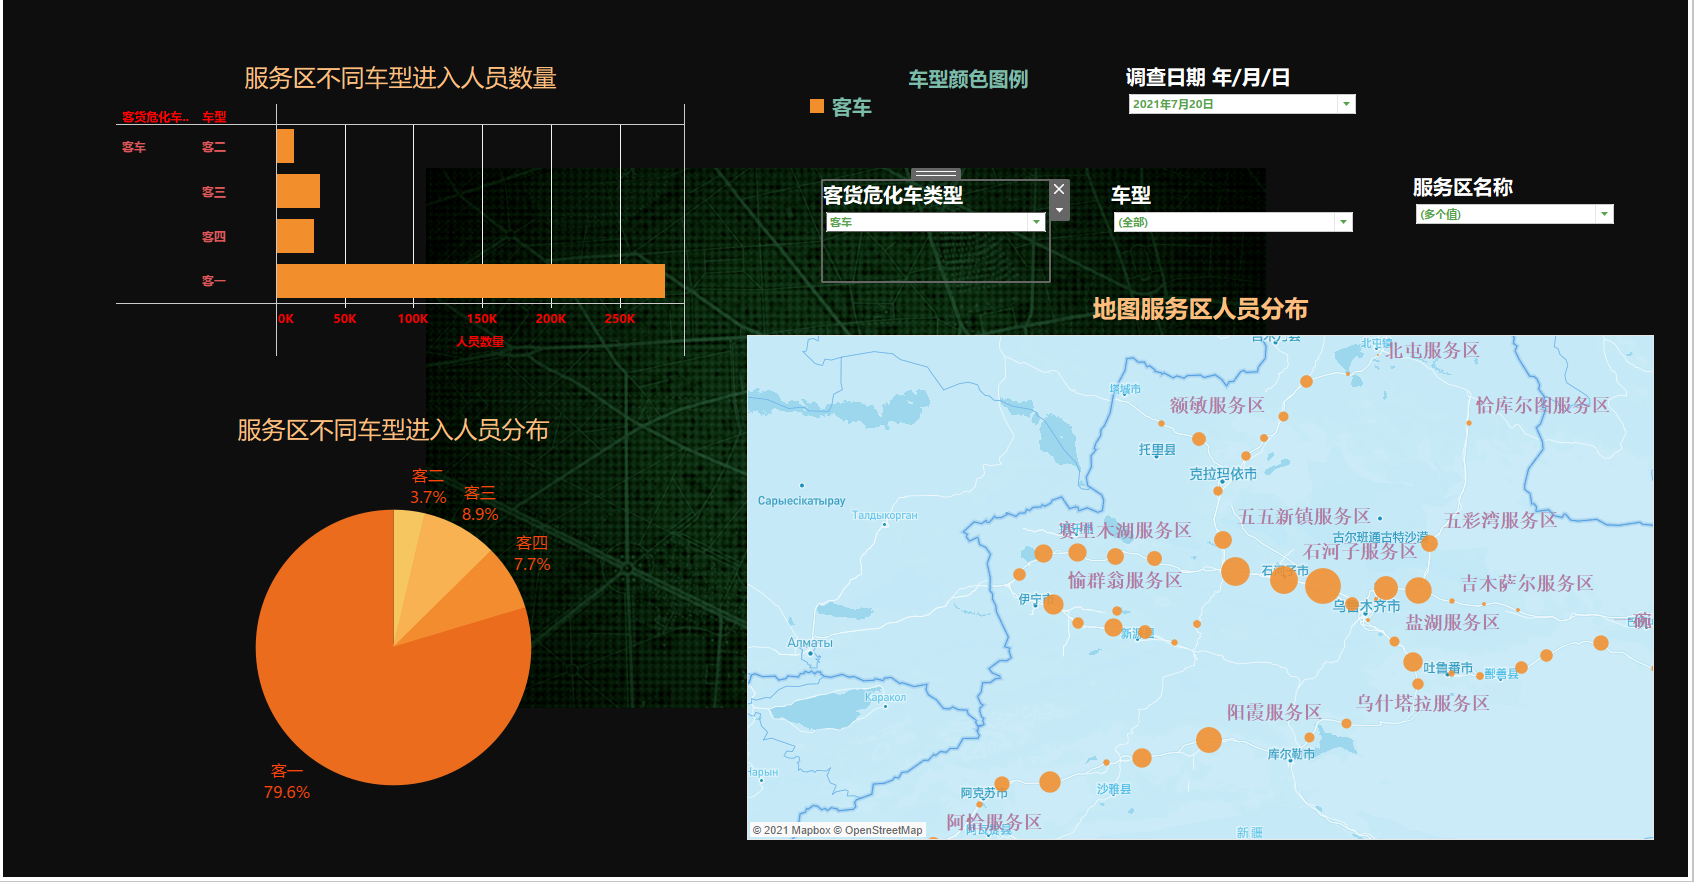 服务区不同车型进入人员数量
客货危化车..
车型
客车
客二
客三
客四
客一
0K
50K
100K
150K
200K
250K
人员数量
车型颜色图例
客车
调查日期 年/月/日
2021年7月20日
客货危化车类型
客车
车型
(全部)
服务区名称
(多个值)
服务区不同车型进入人员分布
客二
3.7%
客三
8.9%
客四
7.7%
客一
79.6%
地图服务区人员分布
北屯镇
北屯服务区
塔城市
额敏服务区
恰库尔图服务区
托里县
克拉玛依市
Сарыесікатырау
Талдыкорган
五五新镇服务区
五彩湾服务区
赛里木湖服务区
古尔班通古特沙漠
石河子服务区
石河子市
愉群翁服务区
吉木萨尔服务区
伊宁市
乌鲁木齐市
盐湖服务区
新源县
Алматы
吐鲁番市
鄯善县
Каракол
乌什塔拉服务区
阳霞服务区
库尔勒市
Нарын
阿克苏市
沙雅县
阿恰服务区
新疆
© 2021 Mapbox © OpenStreetMap